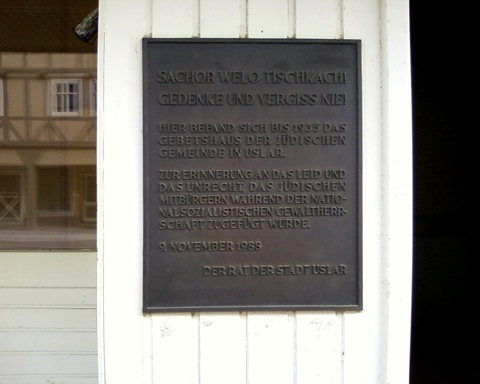 SACHOR WELO TISCHKACH!
GEDENKE UND VERGISS NIE!
HIER BEFAND SICH BIS 1935 DAS
GEBETSHAUS DER JÜDISCHEN
GEMEINDE IN USLAR.
ZUR ERINNERUNG AN DAS LEID UND
DAS UNRECHT, DAS JÜDISCHEN
MITBÜRGERN WÄHREND DER NATIO-
NALSOZIALISTISCHEN GEWALTHERR-
SCHAFT ZUGEFÜGT WURDE.
9 NOVEMBER 1988
DER RAT DER STADT USLAR